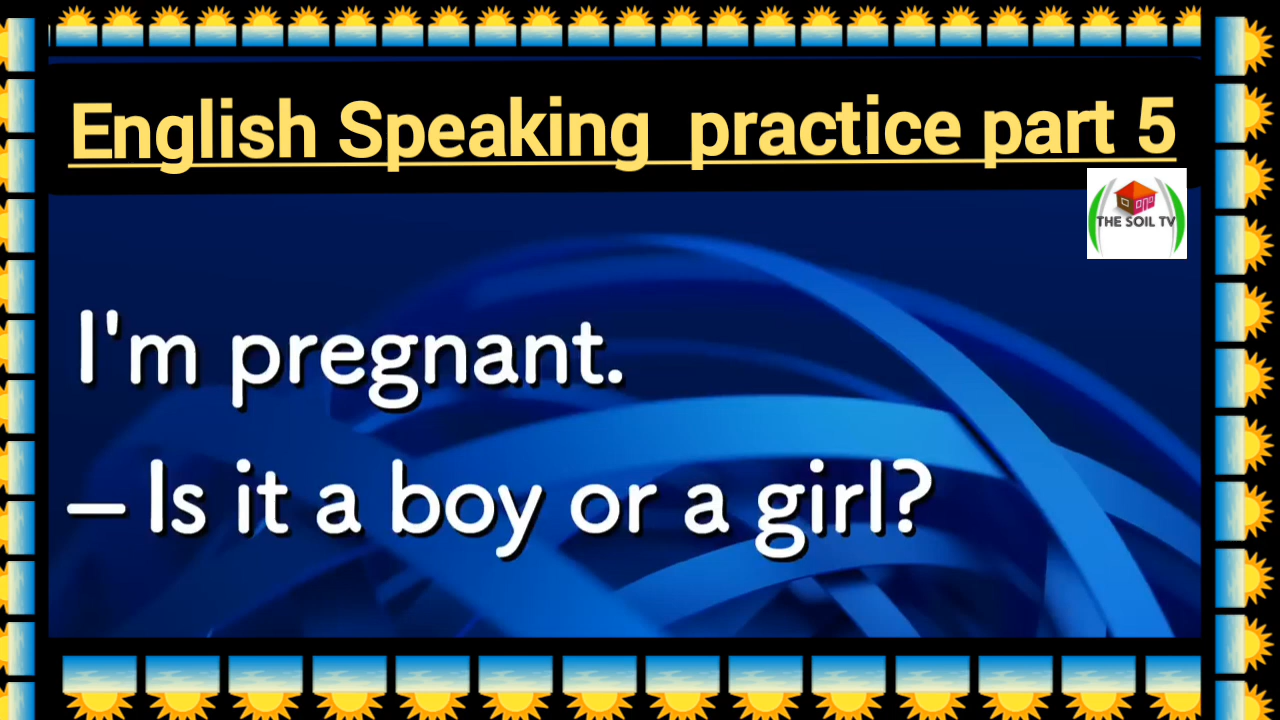 English Speaking practice part 5
THE SOIL TV
I'm pregnant.
– Is it a boy or a girl?